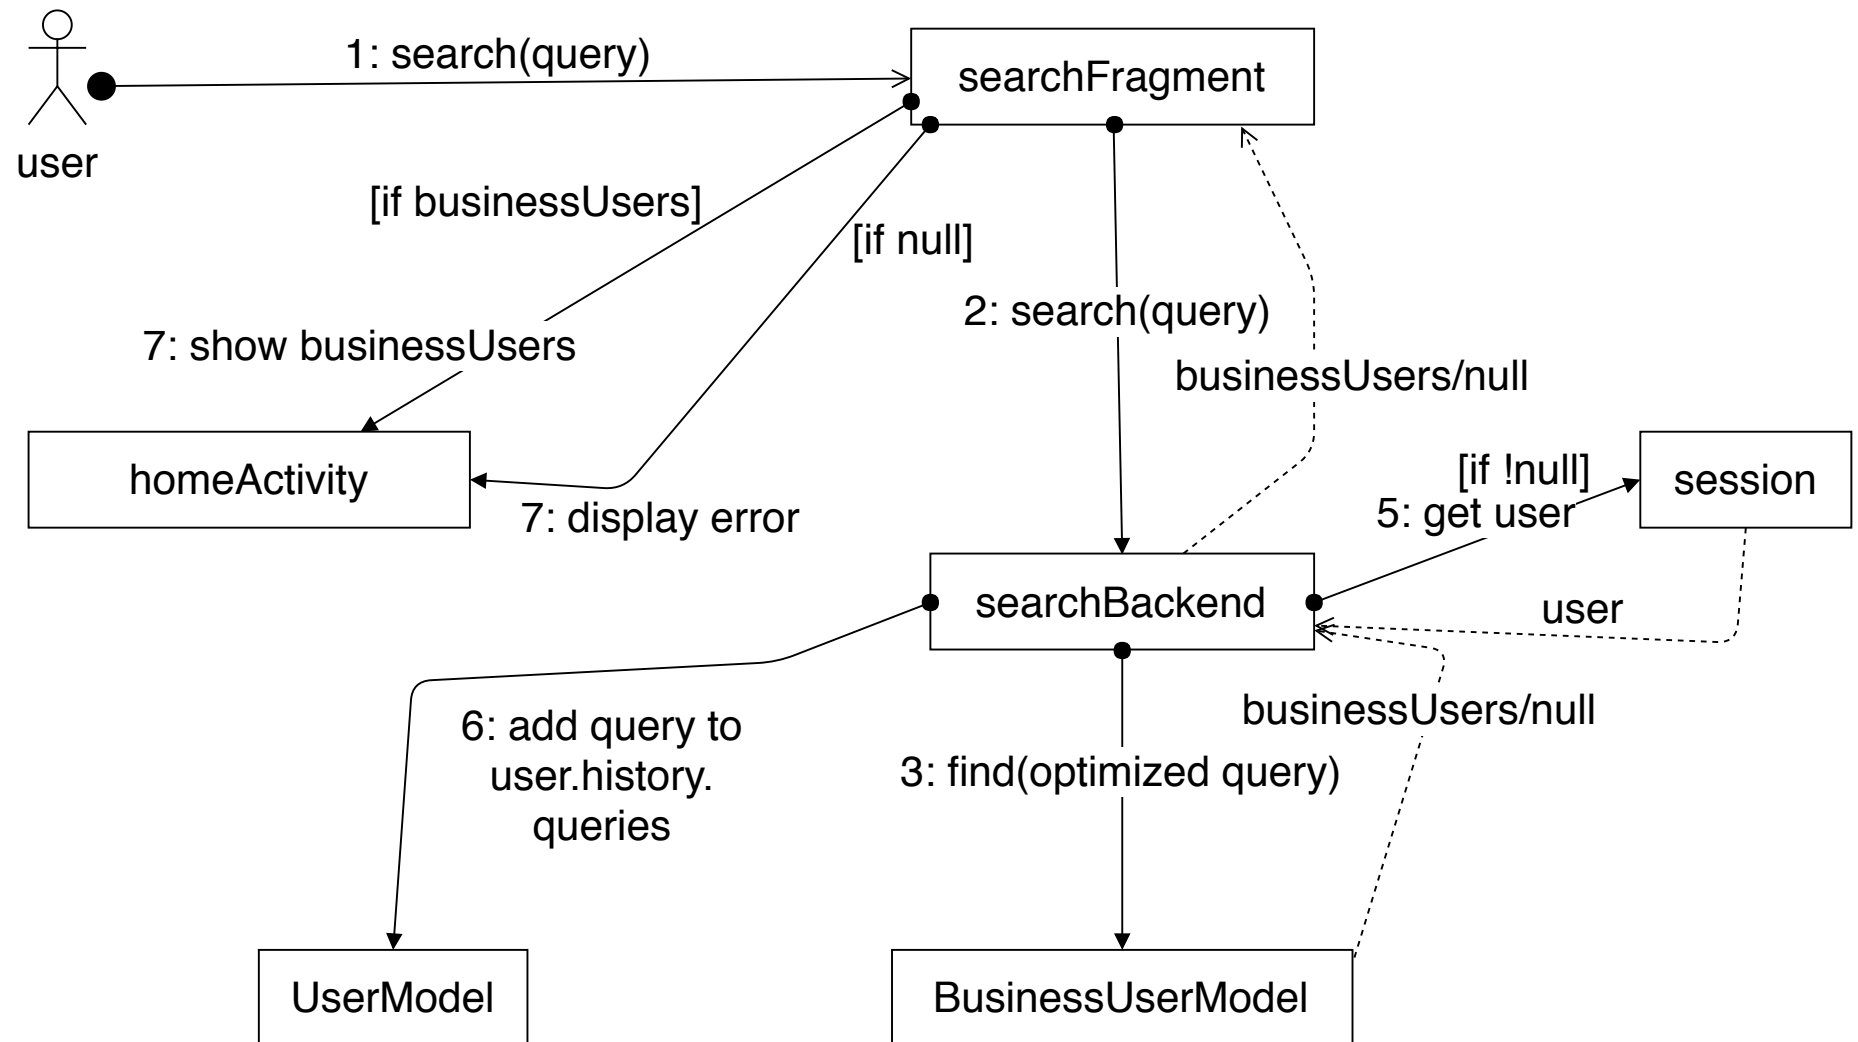 1: search(query)
searchFragment
user
[if businessUsers]
[if null]
2: search(query)
7: show businessUsers
businessUsers/null
homeActivity
[if !null]
session
5: get user
7: display error
searchBackend
user
businessUsers/null
6: add query to
user.history.
queries
3: find(optimized query)
UserModel
BusinessUserModel